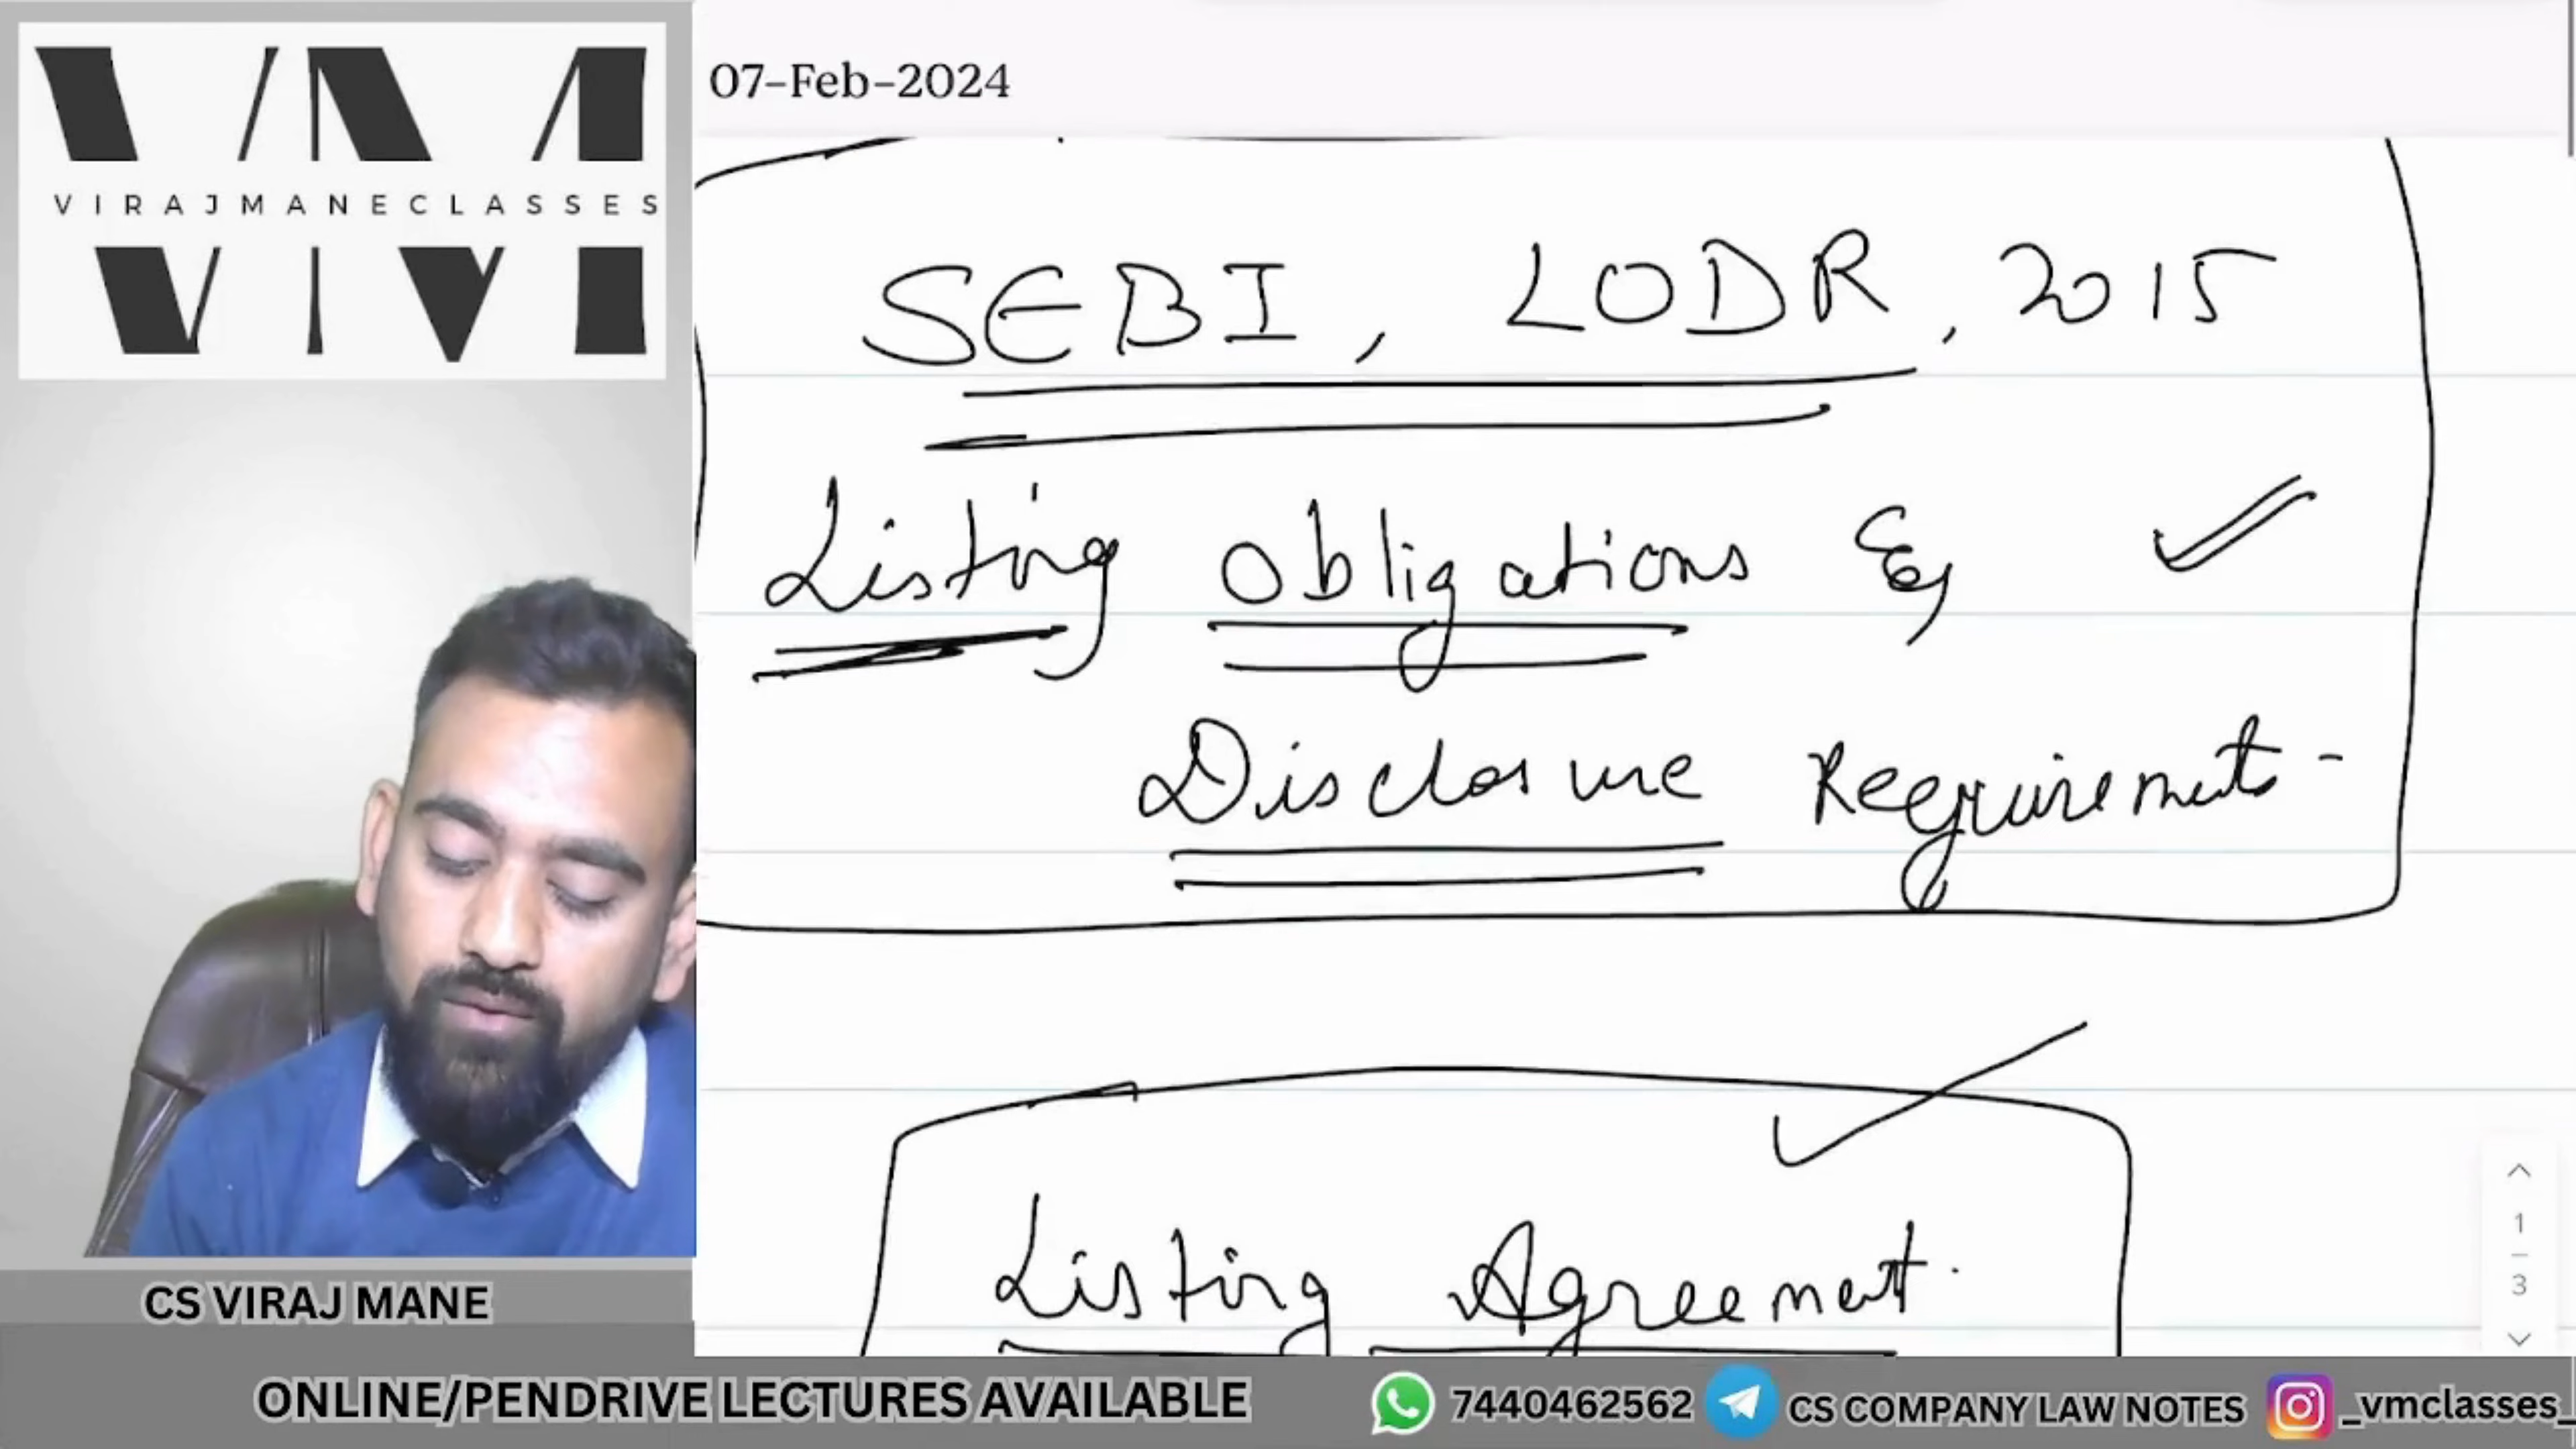 VIRAJMANECLASSES
07-Feb-2024
SEBI, LODR, 2015
Listing Obligations &
Disclosure Requirements -
Listing Agreement.
1
3
CS VIRAJ MANE
ONLINE/PENDRIVE LECTURES AVAILABLE
7440462562
CS COMPANY LAW NOTES
_vmclasses_